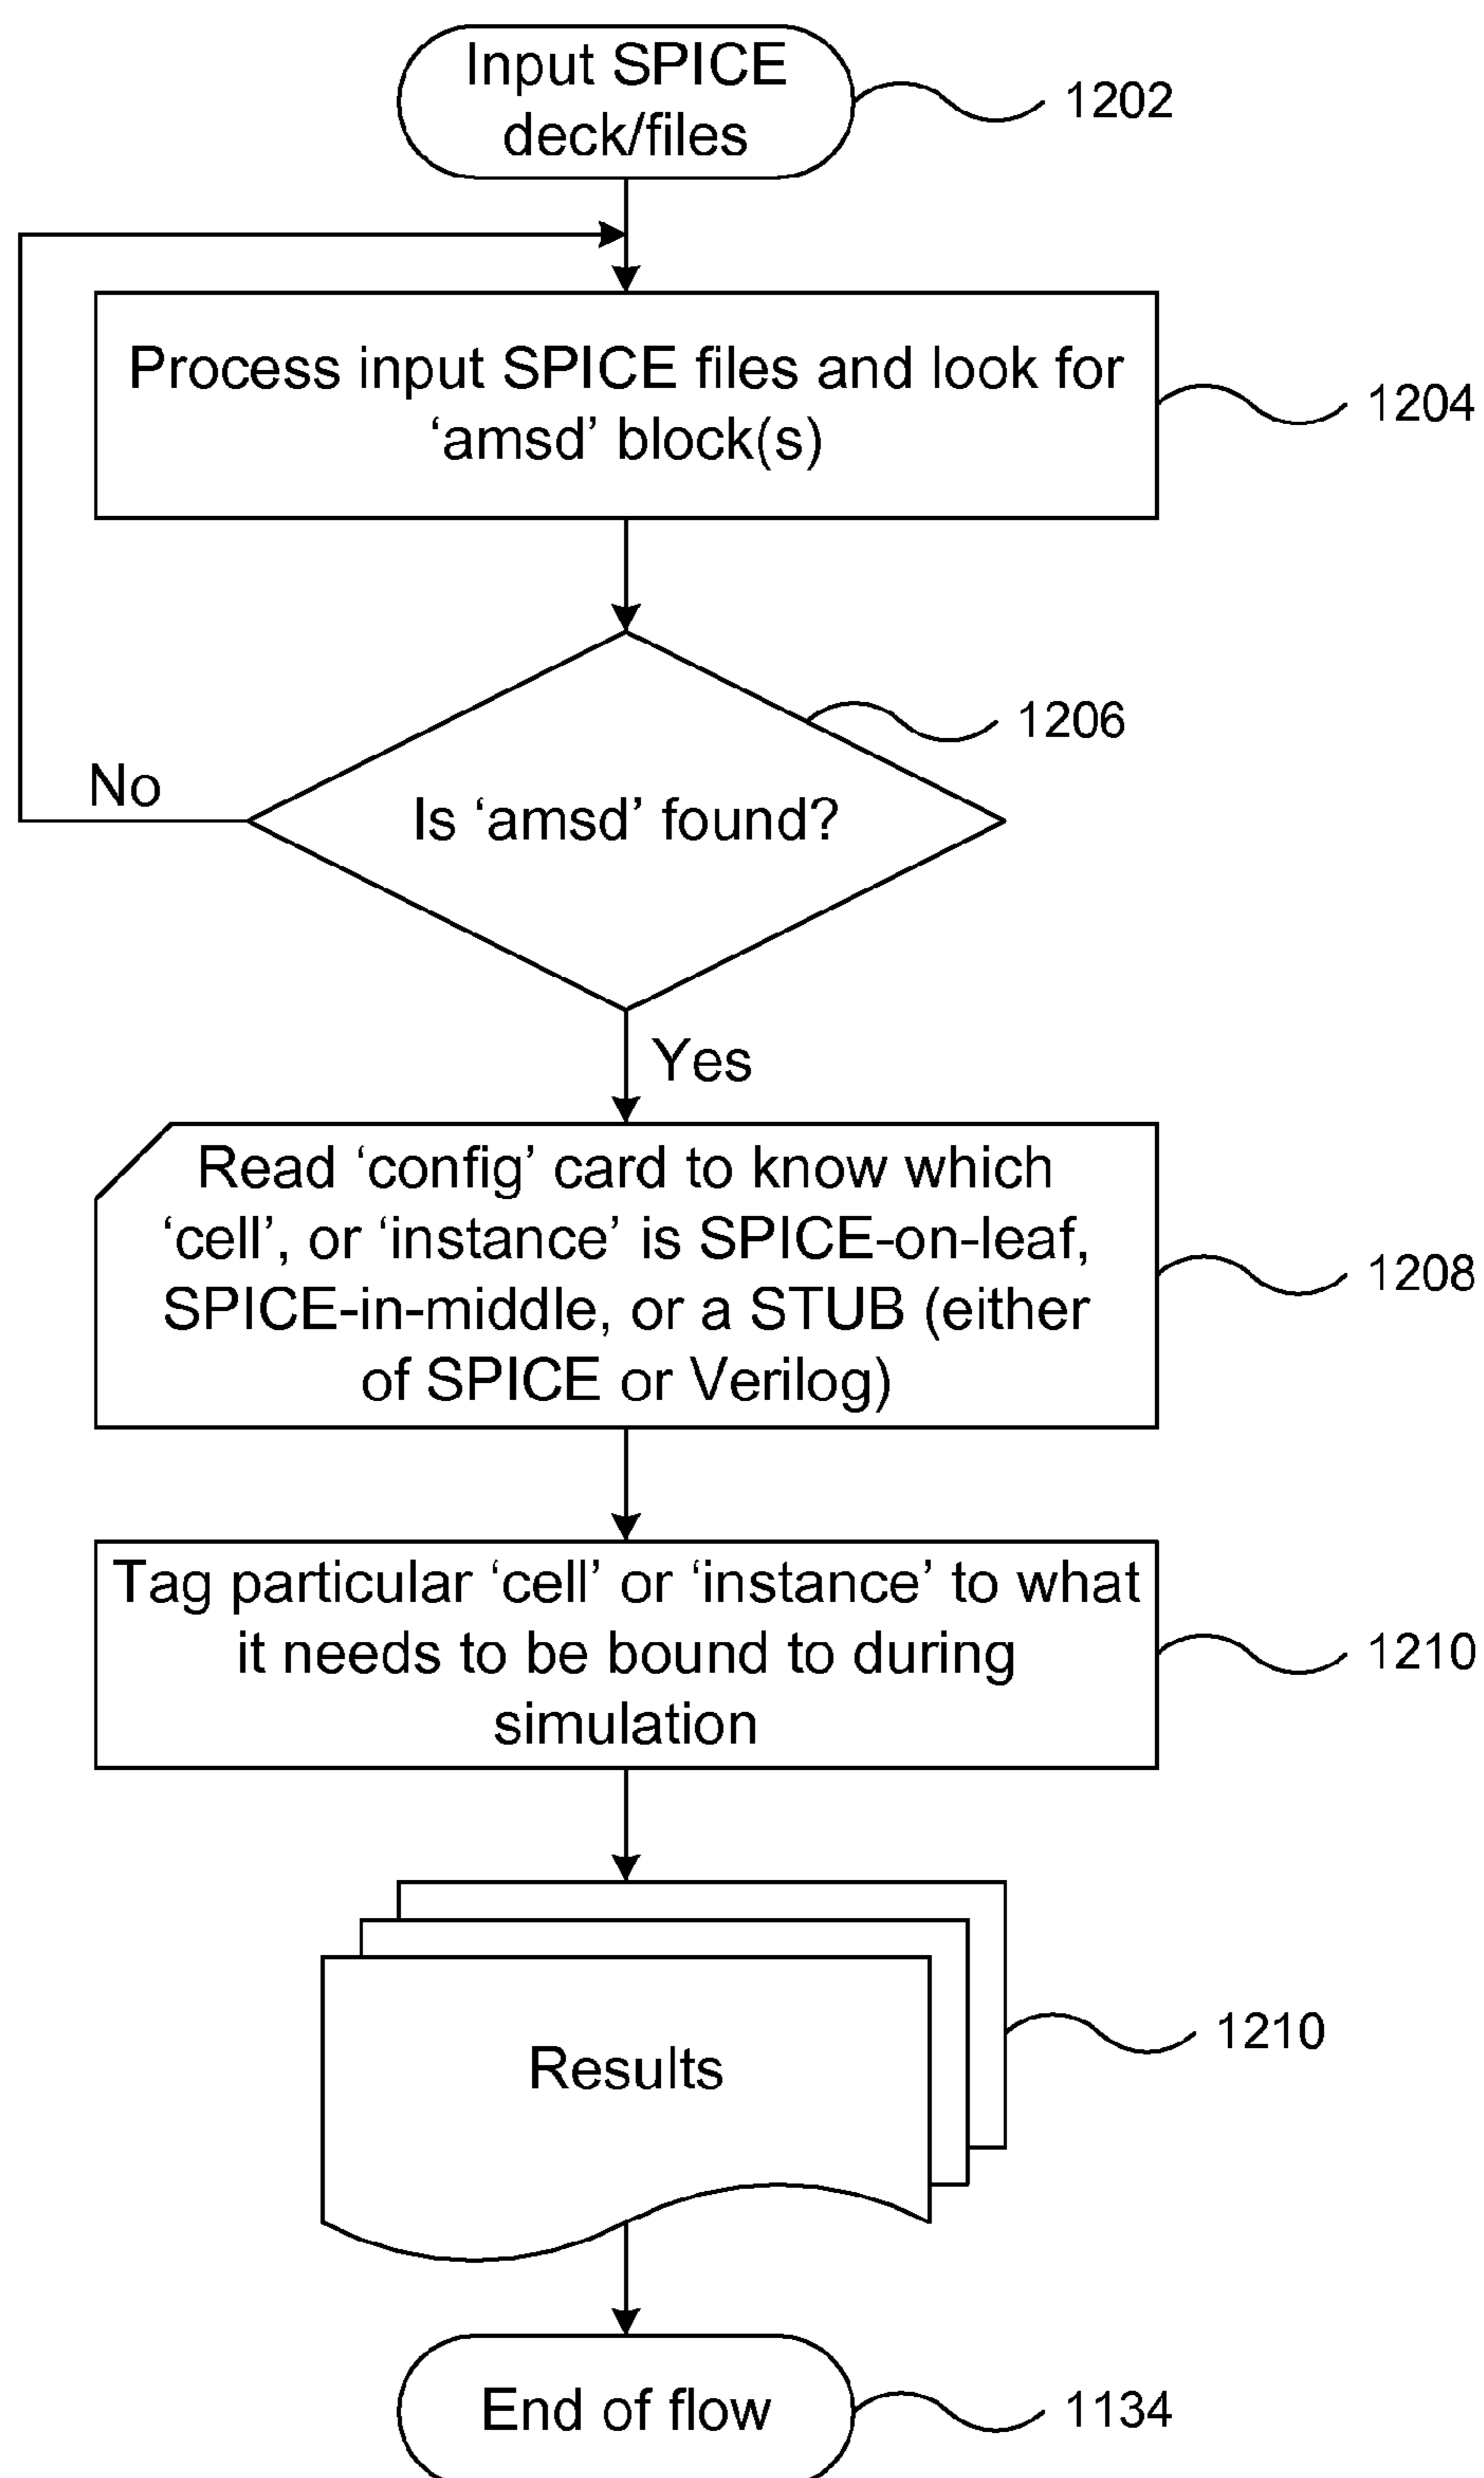 Input SPICE
deck/files
1202
Process input SPICE files and look for
‘amsd’ block(s)
1204
1206
No
Is ‘amsd’ found?
Yes
Read ‘config’ card to know which
‘cell’, or ‘instance’ is SPICE-on-leaf,
SPICE-in-middle, or a STUB (either
of SPICE or Verilog)
1208
Tag particular ‘cell’ or ‘instance’ to what
it needs to be bound to during
simulation
1210
Results
1210
End of flow
1134